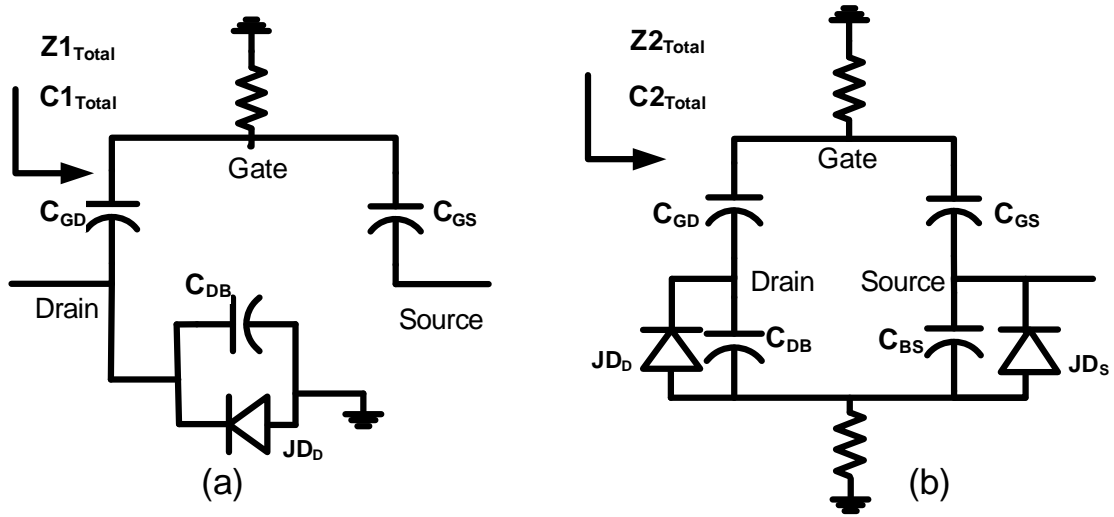 Z1Total
C1Total
Gate
CGD
CGS
CDB
Drain
Source
JDD
(a)
Z2Total
C2Total
Gate
CGD
CGS
Drain
Source
CDB
CBS
JDD
JDS
(b)